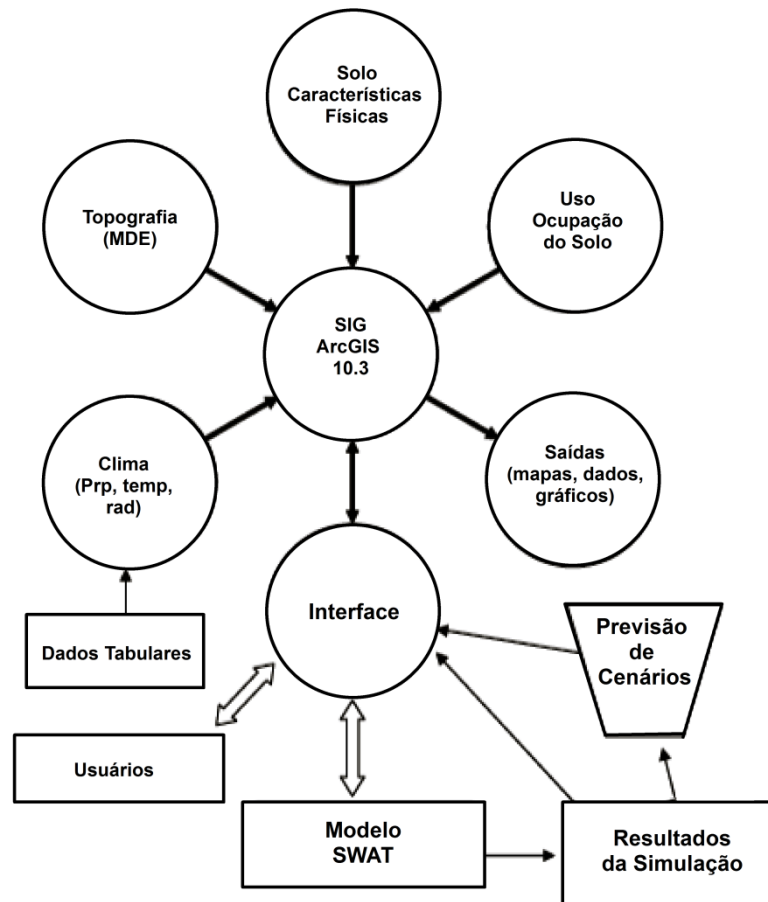 Solo
Características
Físicas
Topografia
(MDE)
Uso
Ocupação
do Solo
SIG
ArcGIS
10.3
Clima
(Prp, temp,
rad)
Saídas
(mapas, dados,
gráficos)
Interface
Dados Tabulares
Previsão
de
Cenários
Usuários
Modelo
SWAT
Resultados
da Simulação